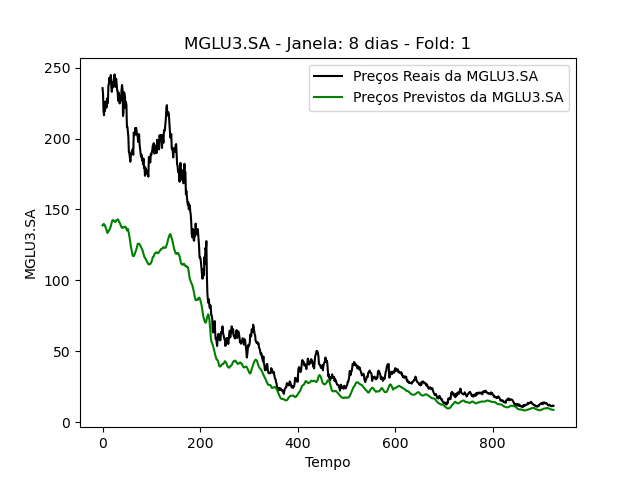 MGLU3.SA - Janela: 8 dias - Fold: 1
Preços Reais da MGLU3.SA
Preços Previstos da MGLU3.SA
MGLU3.SA
250
200
150
100
50
0
0 200 400 600 800
Tempo